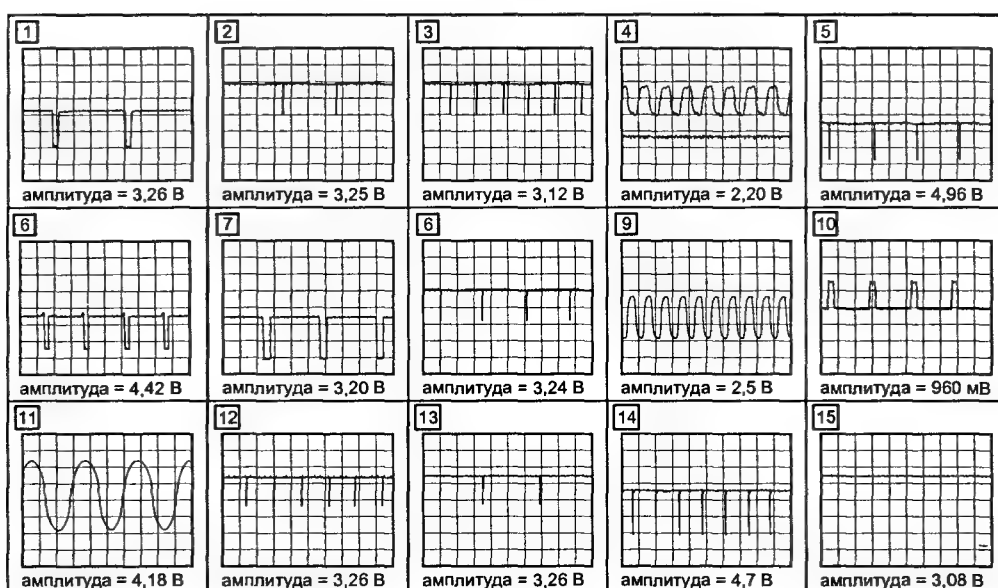 1 2 3 4 5
амплитуда = 3,26 В амплитуда = 3,25 В амплитуда = 3,12 В амплитуда = 2,20 В амплитуда = 4,96 В
6 7 6 9 10
амплитуда = 4,42 В амплитуда = 3,20 В амплитуда = 3,24 В амплитуда = 2,5 В амплитуда = 960 мВ
11 12 13 14 15
амплитуда = 4,18 В амплитуда = 3,26 В амплитуда = 3,26 В амплитуда = 4,7 В амплитуда = 3,08 В